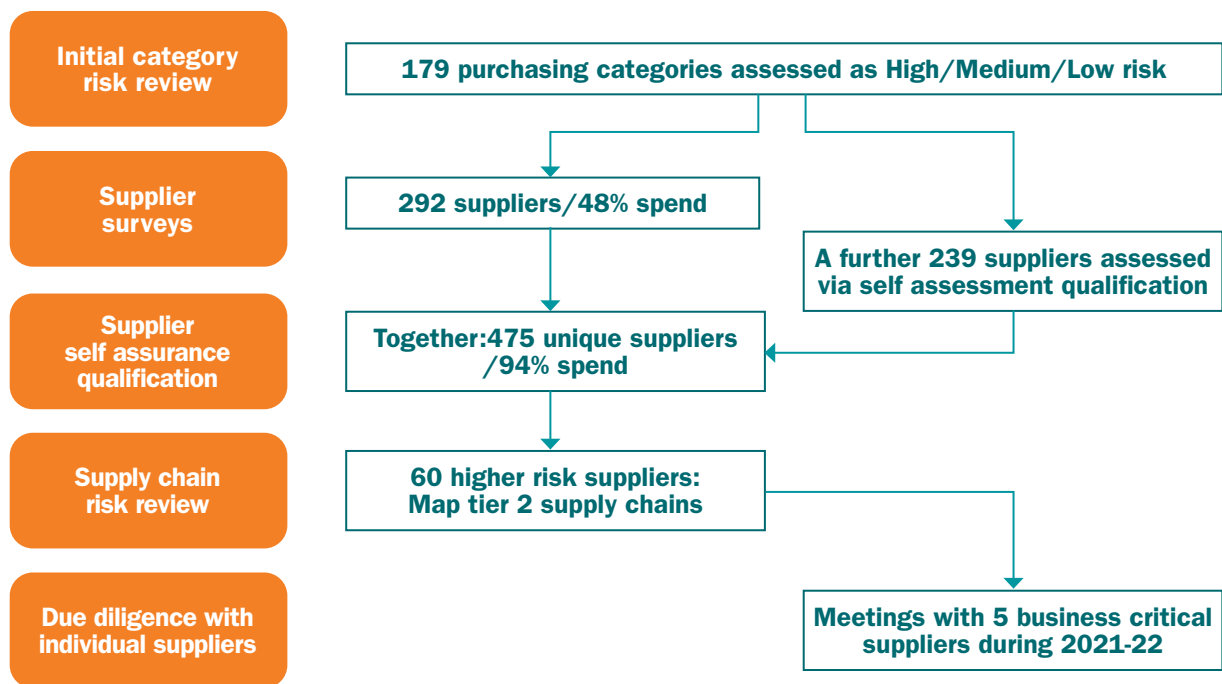 Initial category
risk review
179 purchasing categories assessed as High/Medium/Low risk
Supplier
surveys
292 suppliers/48% spend
A further 239 suppliers assessed
via self assessment qualification
Supplier
self assurance
qualification
Together:475 unique suppliers
/94% spend
Supply chain
risk review
60 higher risk suppliers:
Map tier 2 supply chains
Due diligence with
individual suppliers
Meetings with 5 business critical
suppliers during 2021-22